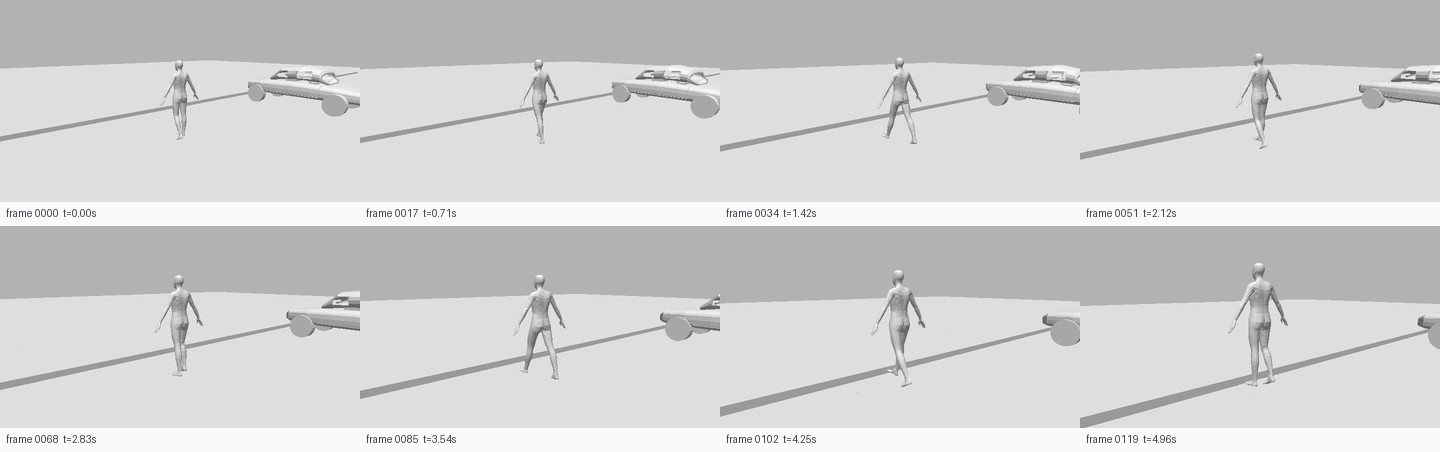 frame 0000 t=0.00s
frame 0017 t=0.71s
frame 0034 t=1.42s
frame 0051 t=2.12s
frame 0068 t=2.83s
frame 0085 t=3.54s
frame 0102 t=4.25s
frame 0119 t=4.96s